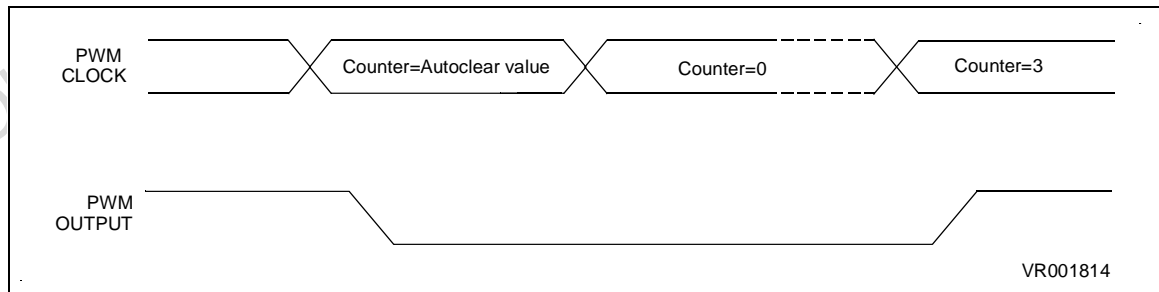 PWM
CLOCK
Counter=Autoclear value
Counter=0
Counter=3
PWM
OUTPUT
VR001814